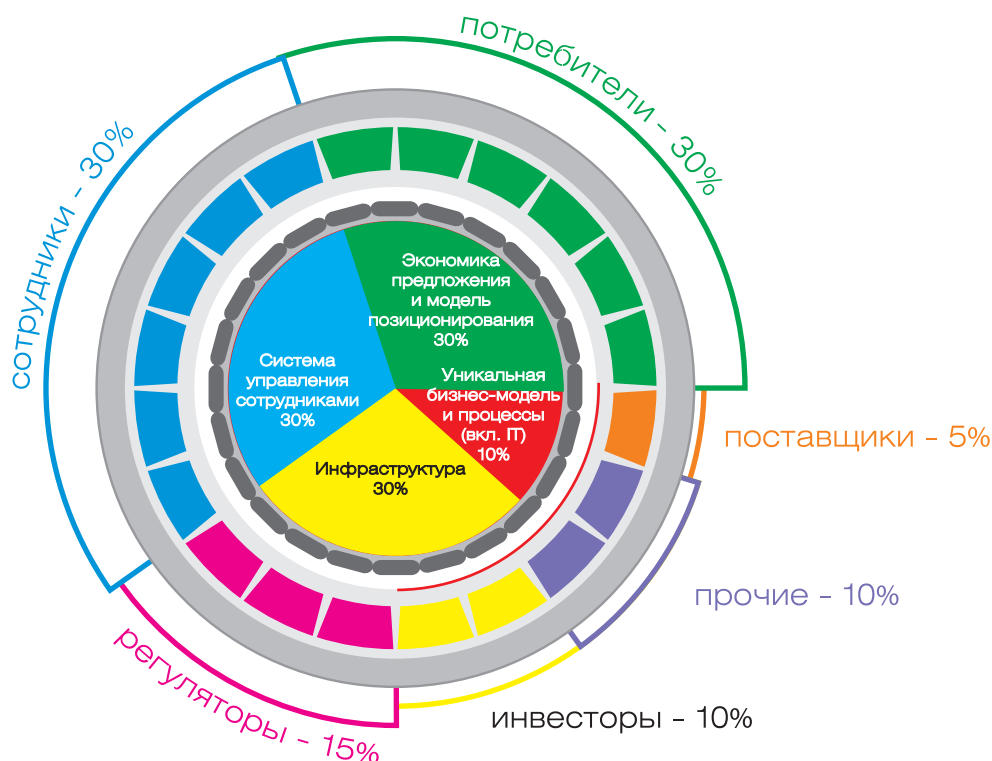 потребители - 30%
сотрудники - 30%
Экономика
предложения
и модель
позиционирования
30%
Система
управления
сотрудниками
30%
Уникальная
бизнес-модель
и процессы
(вкл. IT)
10%
Инфраструктура
30%
поставщики - 5%
прочие - 10%
инвесторы - 10%
регуляторы - 15%